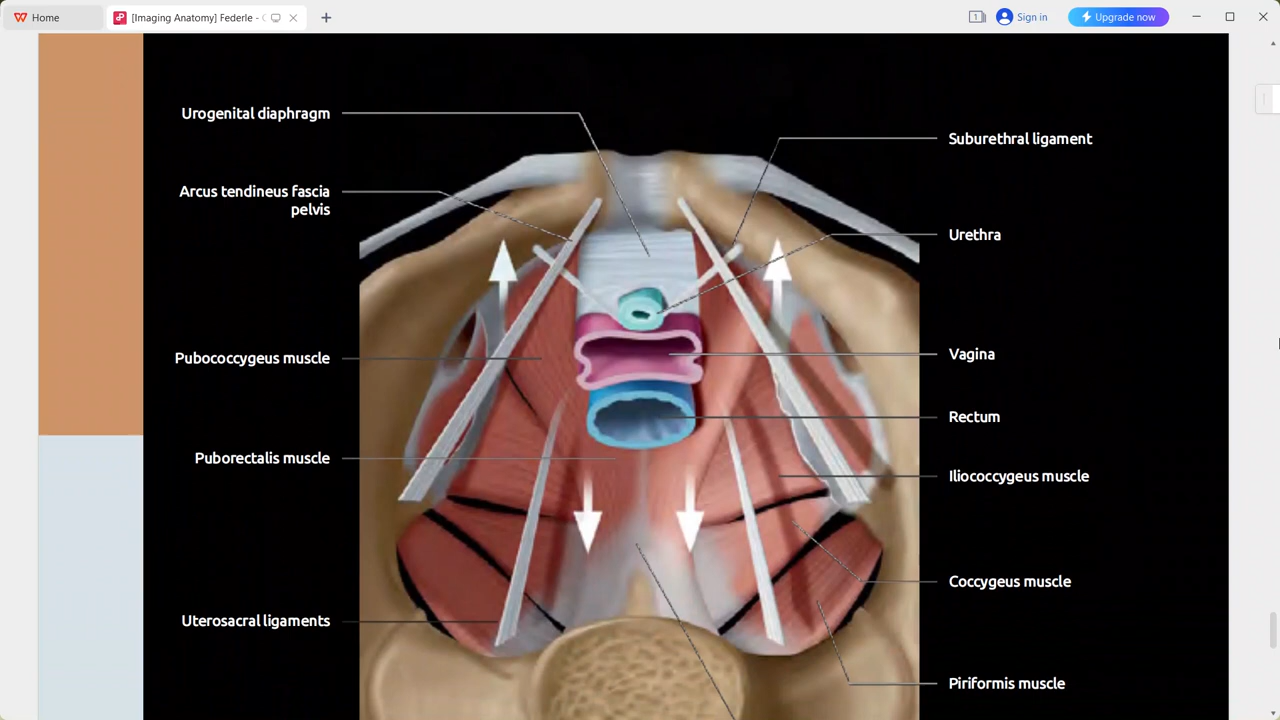 Home
[Imaging Anatomy] Federle -
1
Sign in
Upgrade now
Urogenital diaphragm
Suburethral ligament
Arcus tendineus fascia
pelvis
Urethra
Pubococcygeus muscle
Vagina
Rectum
Puborectalis muscle
Iliococcygeus muscle
Coccygeus muscle
Uterosacral ligaments
Piriformis muscle